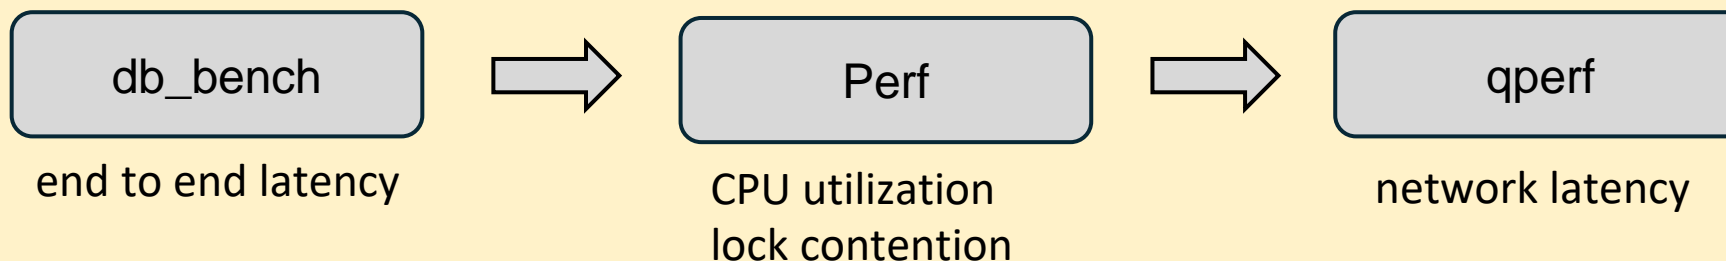 db_bench
Perf
qperf
end to end latency
CPU utilization
lock contention
network latency